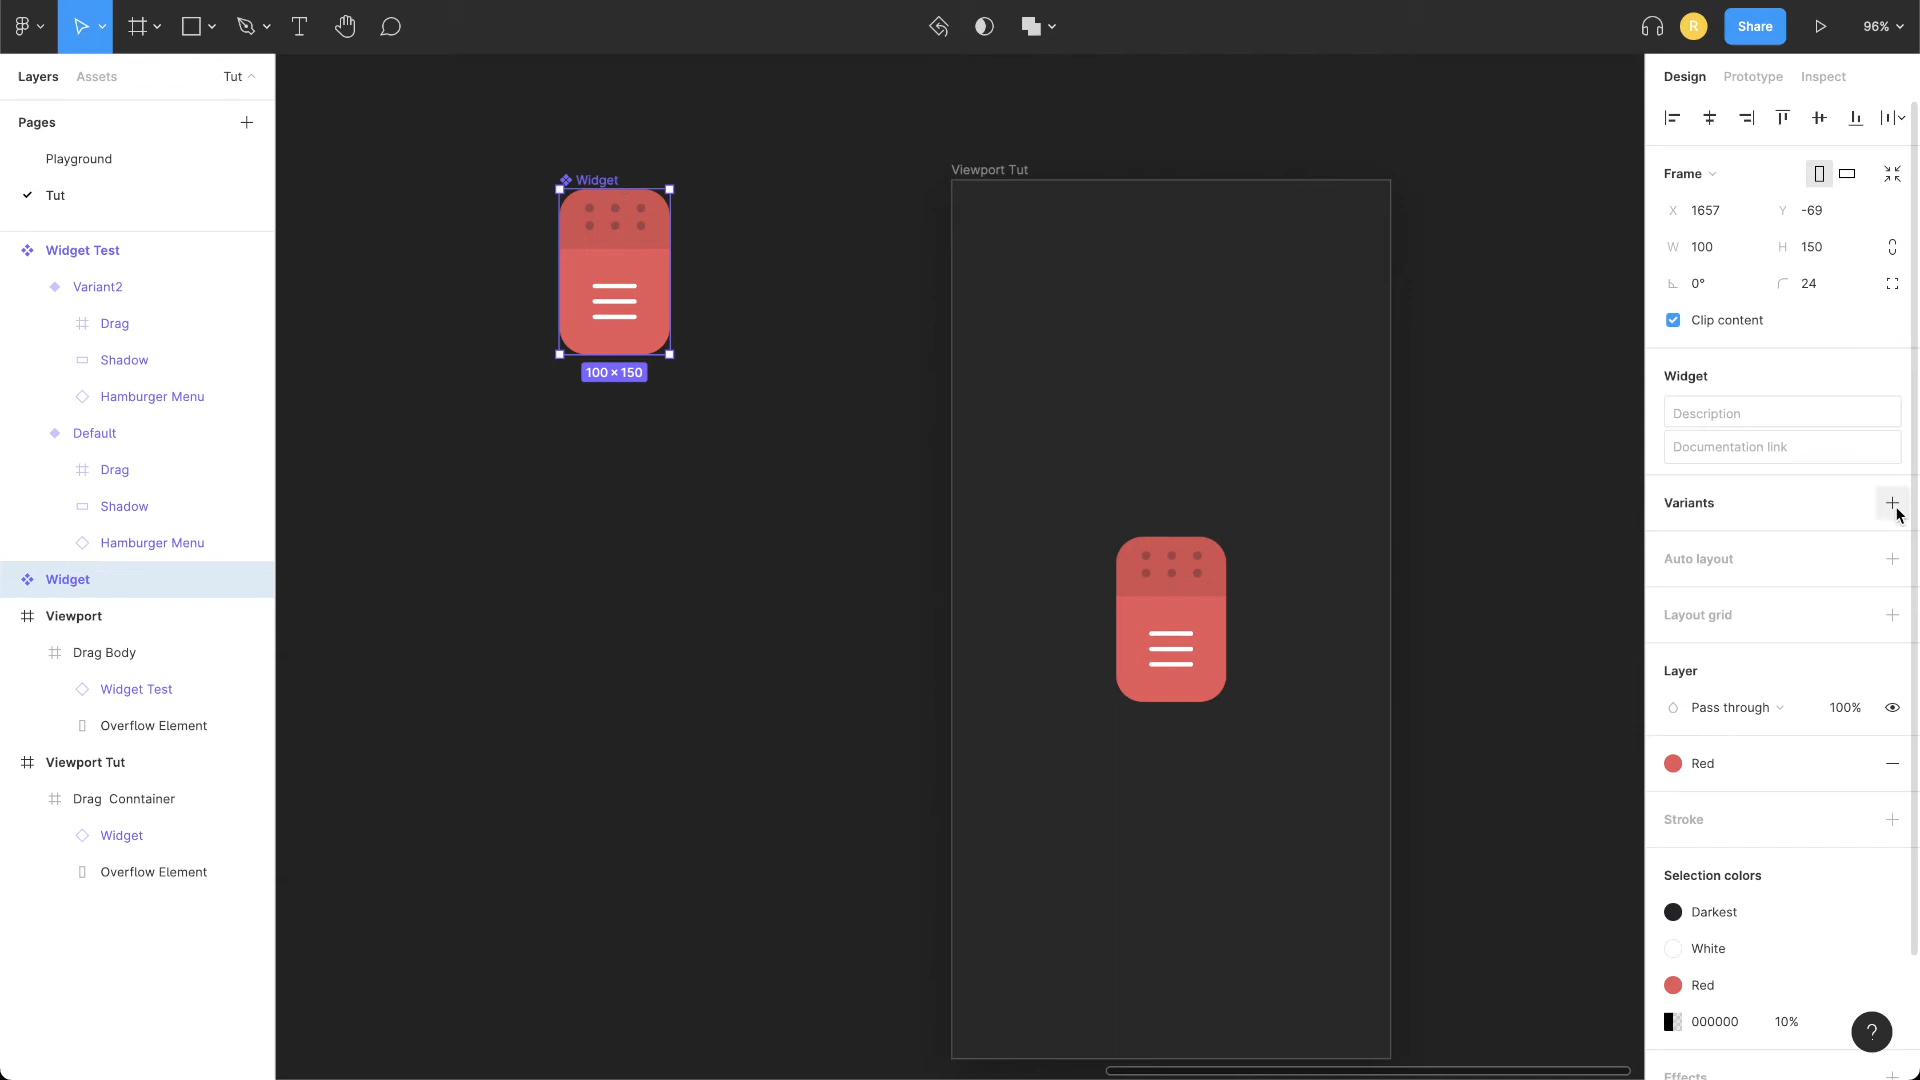 Share
96%
Layers
Assets
Tut
Pages
Playground
Tut
Widget Test
Variant2
Drag
Shadow
Hamburger Menu
Default
Drag
Shadow
Hamburger Menu
Widget
Viewport
Drag Body
Widget Test
Overflow Element
Viewport Tut
Drag Conntainer
Widget
Overflow Element
Widget
100 × 150
Viewport Tut
R
Design
Prototype
Inspect
Frame
X 1657
Y -69
W 100
H 150
0°
24
Clip content
Widget
Description
Documentation link
Variants
Auto layout
Layout grid
Layer
Pass through
100%
Red
Stroke
Selection colors
Darkest
White
Red
000000
10%
?
Effects